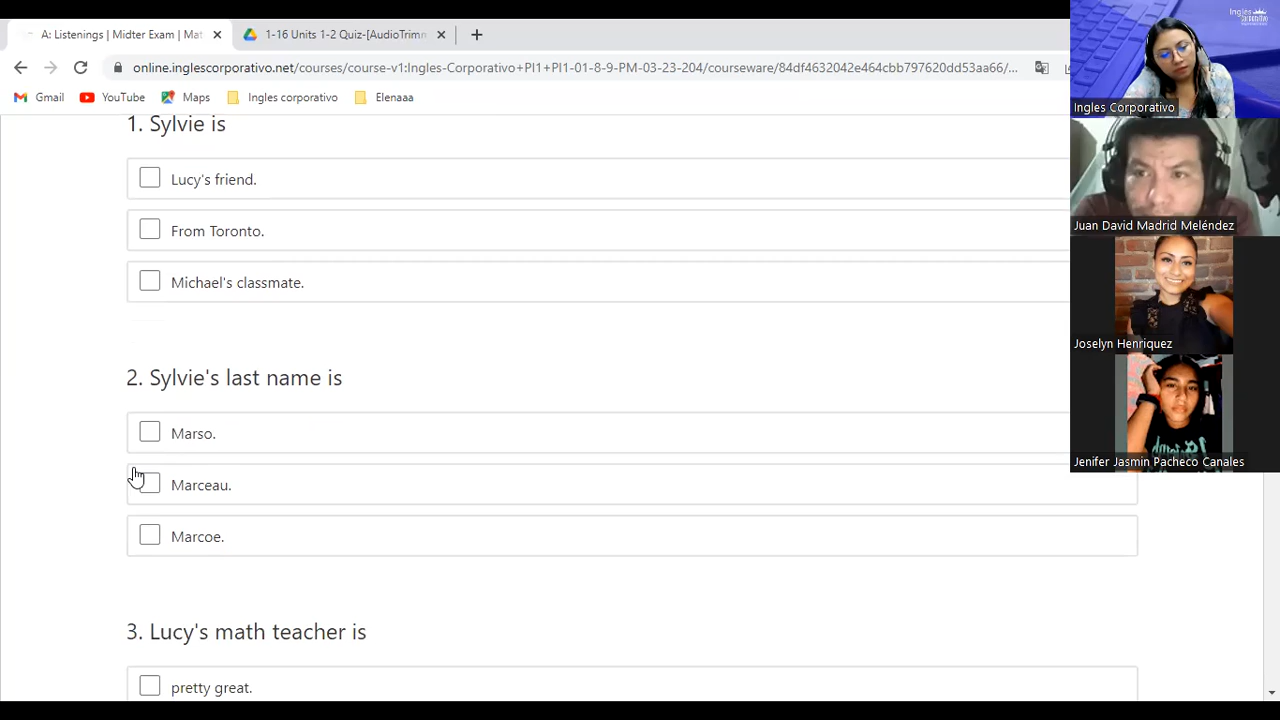 A: Listenings | Midter Exam | Mat
1-16 Units 1-2 Quiz-[AudioTrimn
online.inglescorporativo.net/courses/course-v1:Ingles-Corporativo+PI1+PI1-01-8-9-PM-03-23-204/courseware/84df4632042e464cbb797620dd53aa66/...
Gmail
YouTube
Maps
Ingles corporativo
Elenaaa
1. Sylvie is
Lucy's friend.
From Toronto.
Michael's classmate.
2. Sylvie's last name is
Marso.
Marceau.
Marcoe.
3. Lucy's math teacher is
pretty great.
Ingles
Ingles Corporativo
Juan David Madrid Meléndez
Joselyn Henriquez
Jenifer Jasmin Pacheco Canales